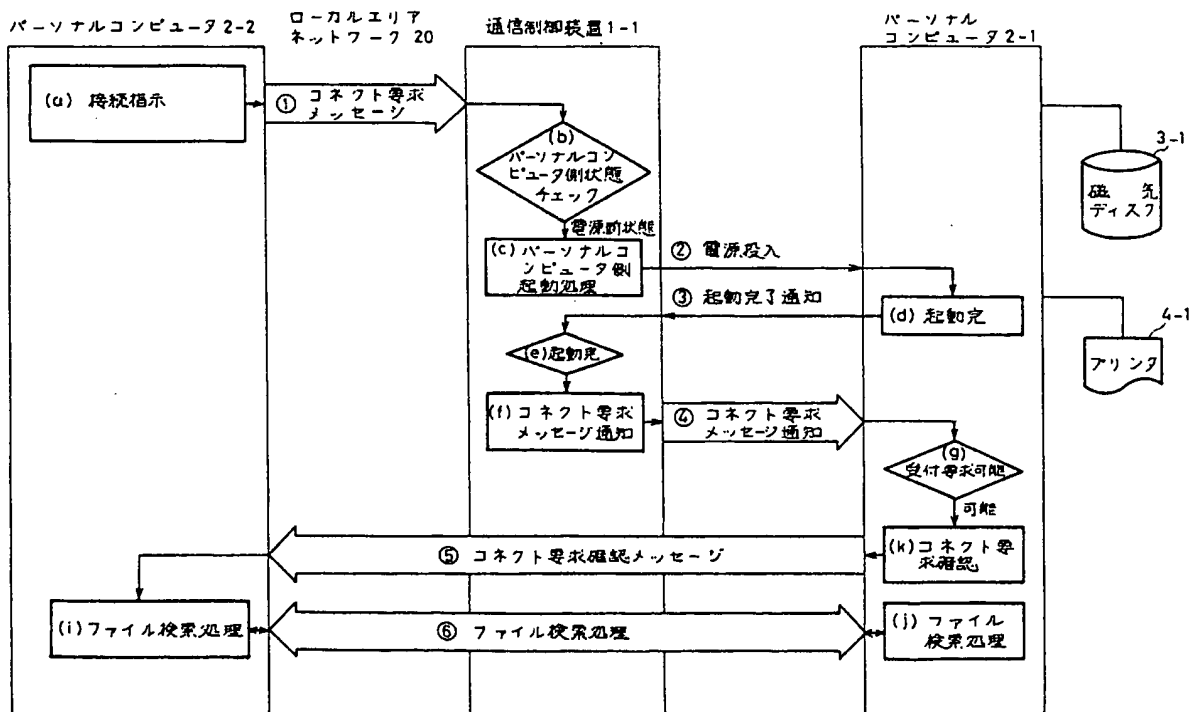 パーソナルコンピュータ2-2
ローカルエリア
ネットワーク 20
通信制御装置1-1
パーソナル
コンピュータ2-1
(a) 接続指示
① コネクト要求
メッセージ
(b)
パーソナルコン
ピュータ側状態
チェック
電源断状態
(c) パーソナルコ
ンピュータ側
起動処理
② 電源投入
③ 起動完了通知
(d) 起動完
3-1
磁気
ディスク
4-1
プリンタ
(e)起動完
(f) コネクト要求
メッセージ通知
④ コネクト要求
メッセージ通知
(g)
受付要求可能
可能
(k)コネクト要
求確認
⑤ コネクト要求確認メッセージ
(i)ファイル検索処理
⑥ ファイル検索処理
(j) ファイル
検索処理